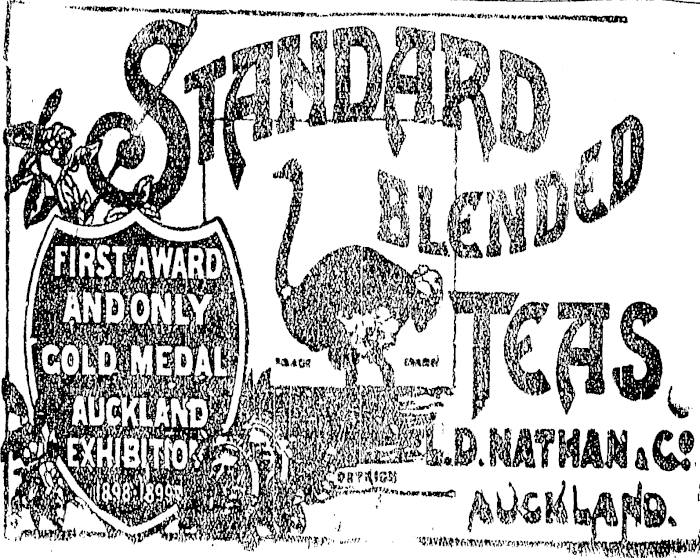 STANDARD
BLENDED
TEAS
FIRST AWARD
AND ONLY
GOLD MEDAL
AUCKLAND
EXHIBITION
1898-1899
L.D. NATHAN & Co
AUCKLAND.